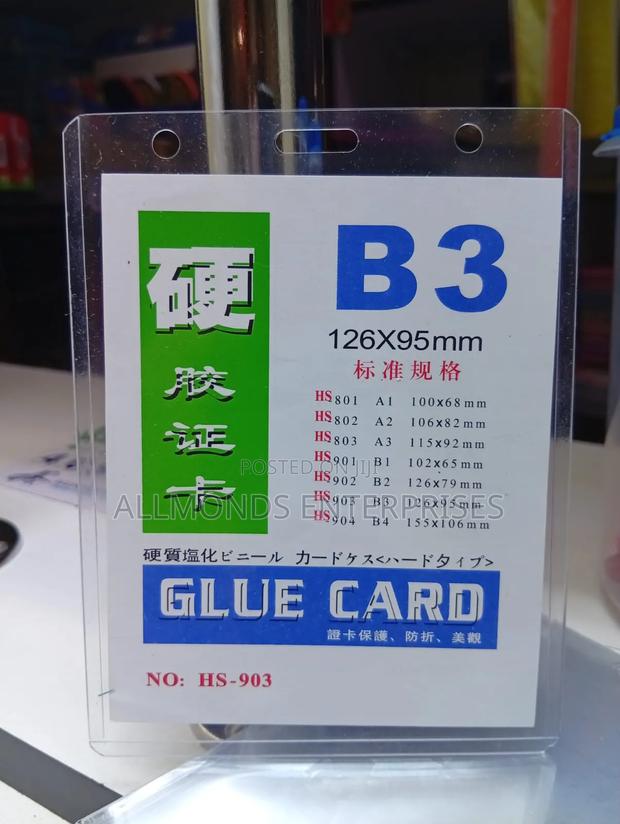 硬
胶
证
卡
B3
126X95mm
标准规格
HS801 A1 100x68mm
HS802 A2 106x82mm
HS803 A3 115x92mm
HS901 B1 102x65mm
HS902 B2 126x79mm
HS903 B3 126x95mm
HS904 B4 155x106mm
POSTED ON JIJI
ALLMONDS ENTERPRISES
硬質塩化ビニール カードケス<ハードタイプ>
GLUE CARD
證卡保護、防折、美觀
NO: HS-903